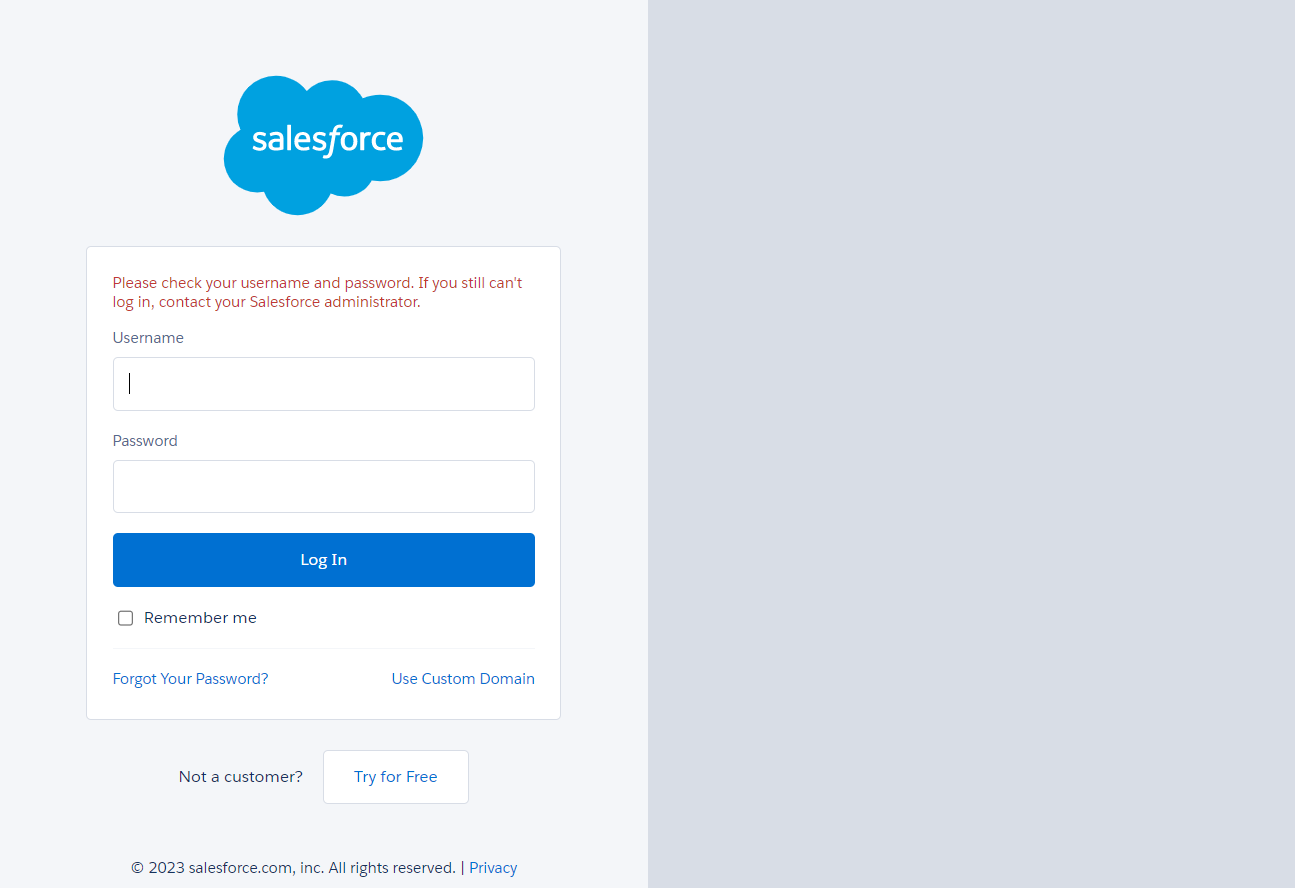 salesforce
Please check your username and password. If you still can't
log in, contact your Salesforce administrator.
Username
Password
Log In
Remember me
Forgot Your Password?
Use Custom Domain
Not a customer?
Try for Free
© 2023 salesforce.com, inc. All rights reserved. | Privacy